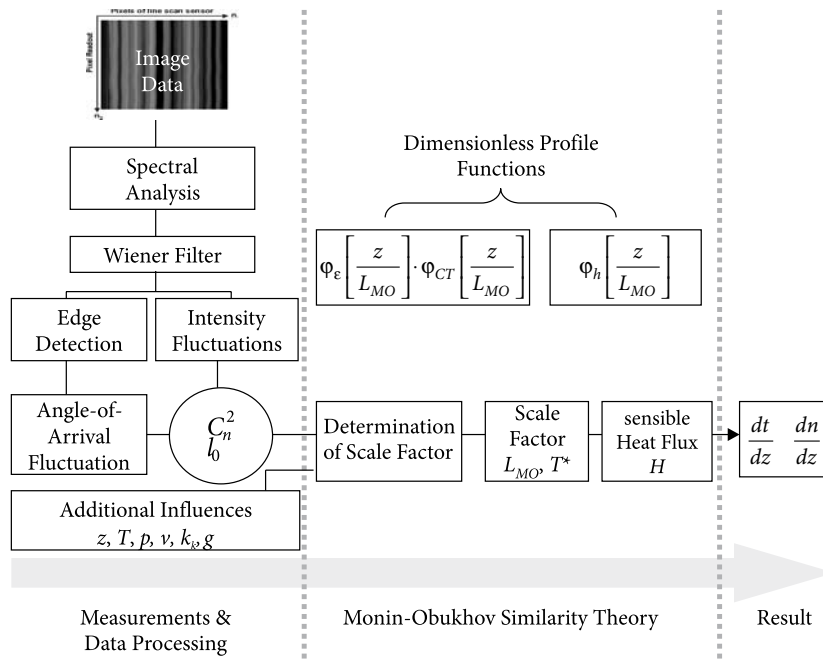 Pixels of line scan sensor
n
Pixel Readout
n₂
Image
Data
Spectral
Analysis
Wiener Filter
Edge
Detection
Intensity
Fluctuations
Angle-of-
Arrival
Fluctuation
C_n^2
l_0
Additional Influences
z, T, p, v, k_k, g
Dimensionless Profile
Functions
φ_ε [z / L_MO] · φ_CT [z / L_MO]
φ_h [z / L_MO]
Determination
of Scale Factor
Scale
Factor
L_MO, T*
sensible
Heat Flux
H
dt/dz dn/dz
Measurements &
Data Processing
Monin-Obukhov Similarity Theory
Result